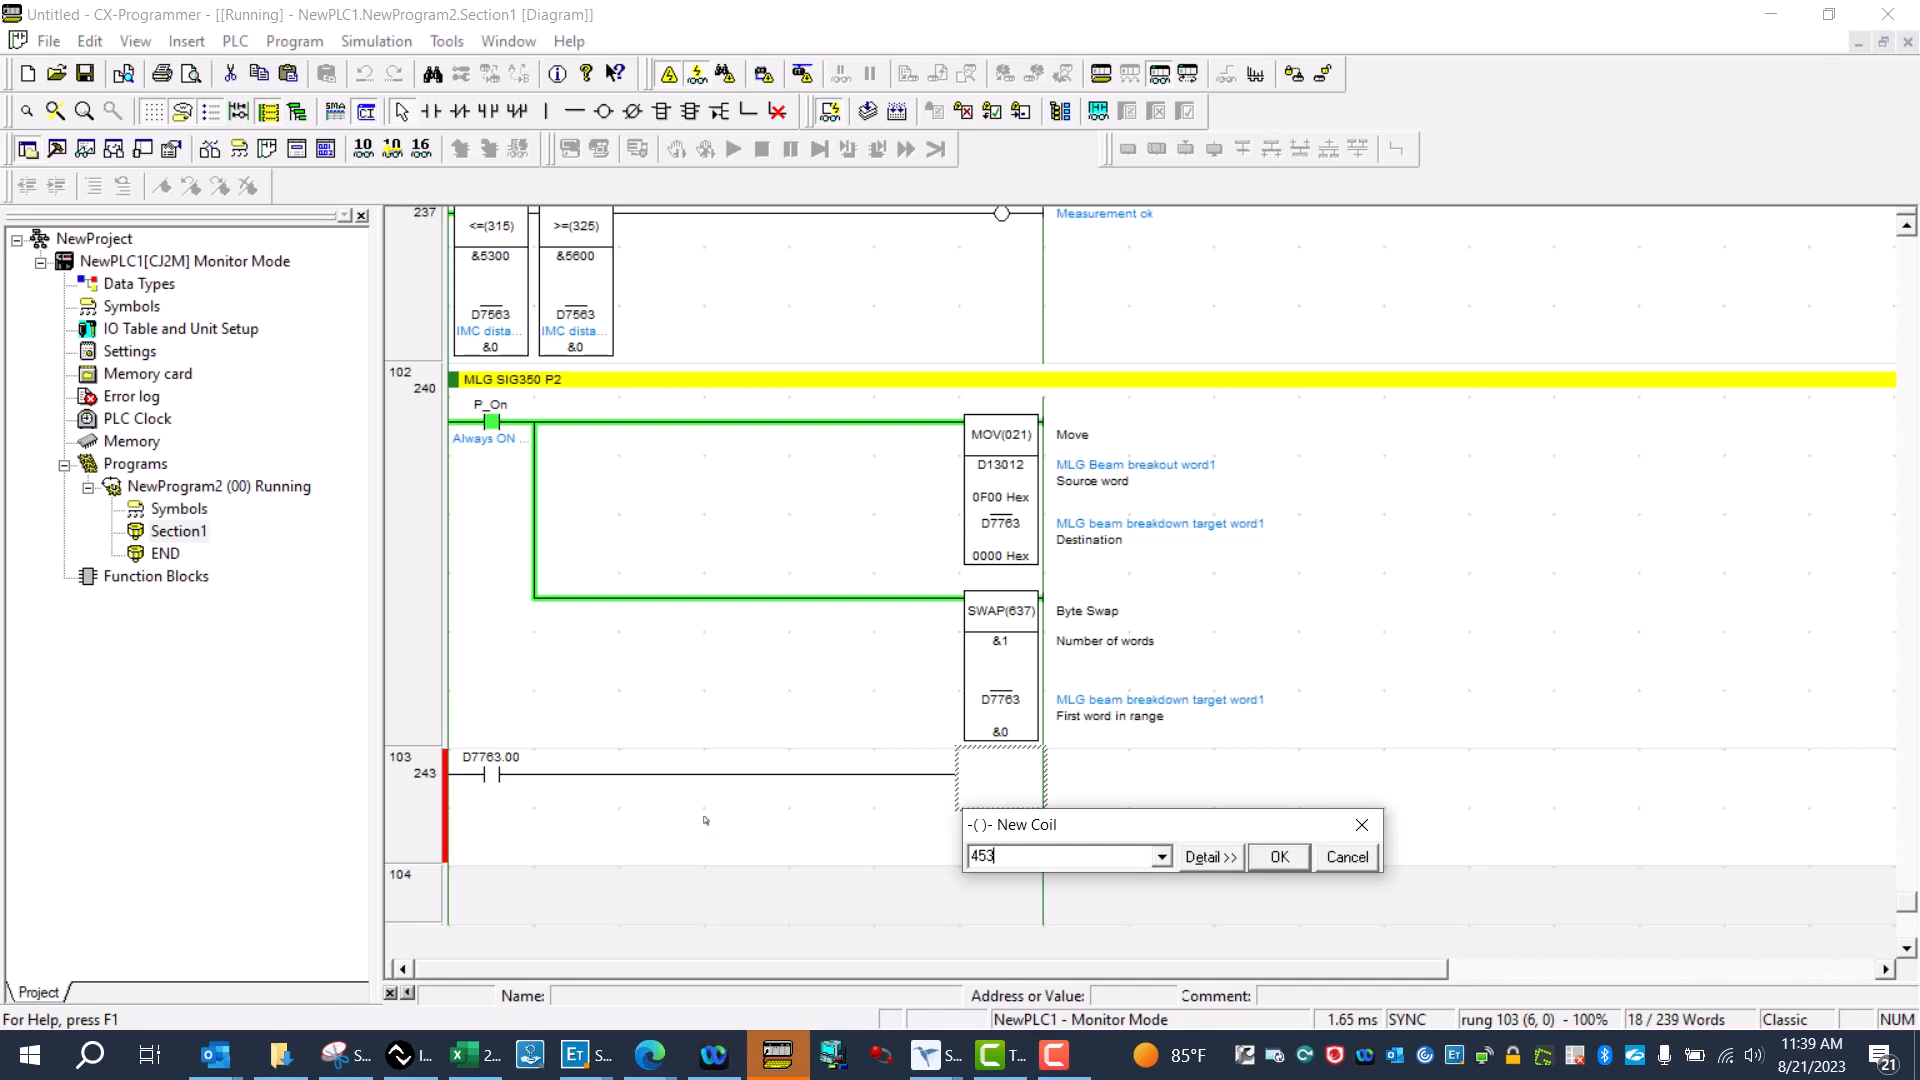 Untitled - CX-Programmer - [[Running] - NewPLC1.NewProgram2.Section1 [Diagram]]
File Edit View Insert PLC Program Simulation Tools Window Help
10 10 16
NewProject
NewPLC1[CJ2M] Monitor Mode
Data Types
Symbols
IO Table and Unit Setup
Settings
Memory card
Error log
PLC Clock
Memory
Programs
NewProgram2 (00) Running
Symbols
Section1
END
Function Blocks
Project
237
<=(315) >=(325)
Measurement ok
&5300 &5600
D7563 D7563
IMC dista... IMC dista...
&0 &0
102
240
MLG SIG350 P2
P_On
Always ON ...
MOV(021) Move
D13012 MLG Beam breakout word1
Source word
0F00 Hex
D7763 MLG beam breakdown target word1
Destination
0000 Hex
SWAP(637) Byte Swap
&1 Number of words
D7763 MLG beam breakdown target word1
First word in range
&0
103
243
D7763.00
-( )- New Coil
453 Detail >> OK Cancel
104
Name: Address or Value: Comment:
For Help, press F1 NewPLC1 - Monitor Mode 1.65 ms SYNC rung 103 (6, 0) - 100% 18 / 239 Words Classic NUM
S... I... 2... S... S... T... 85°F
11:39 AM
8/21/2023
21